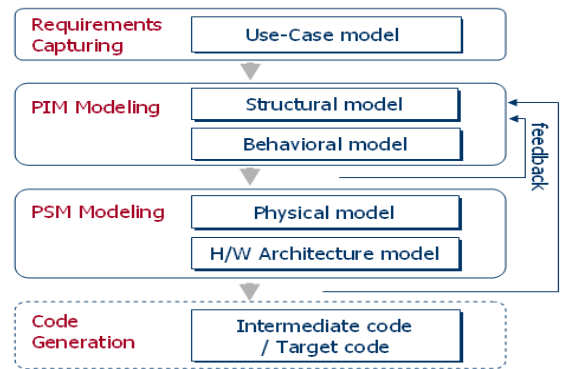 Requirements
Capturing
Use-Case model
PIM Modeling
Structural model
Behavioral model
feedback
PSM Modeling
Physical model
H/W Architecture model
Code
Generation
Intermediate code
/ Target code